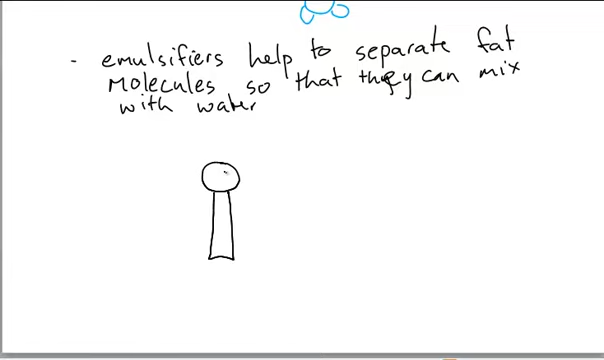 - emulsifiers help to separate fat
molecules so that they can mix
with water